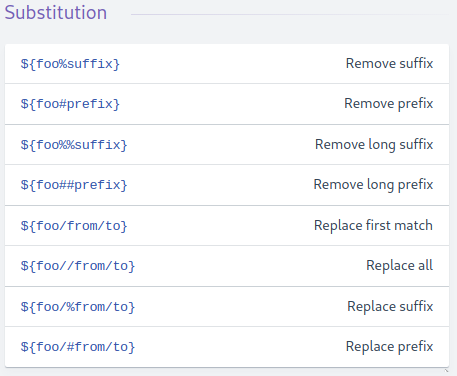 Substitution
${foo%suffix} Remove suffix
${foo#prefix} Remove prefix
${foo%%suffix} Remove long suffix
${foo##prefix} Remove long prefix
${foo/from/to} Replace first match
${foo//from/to} Replace all
${foo/%from/to} Replace suffix
${foo/#from/to} Replace prefix